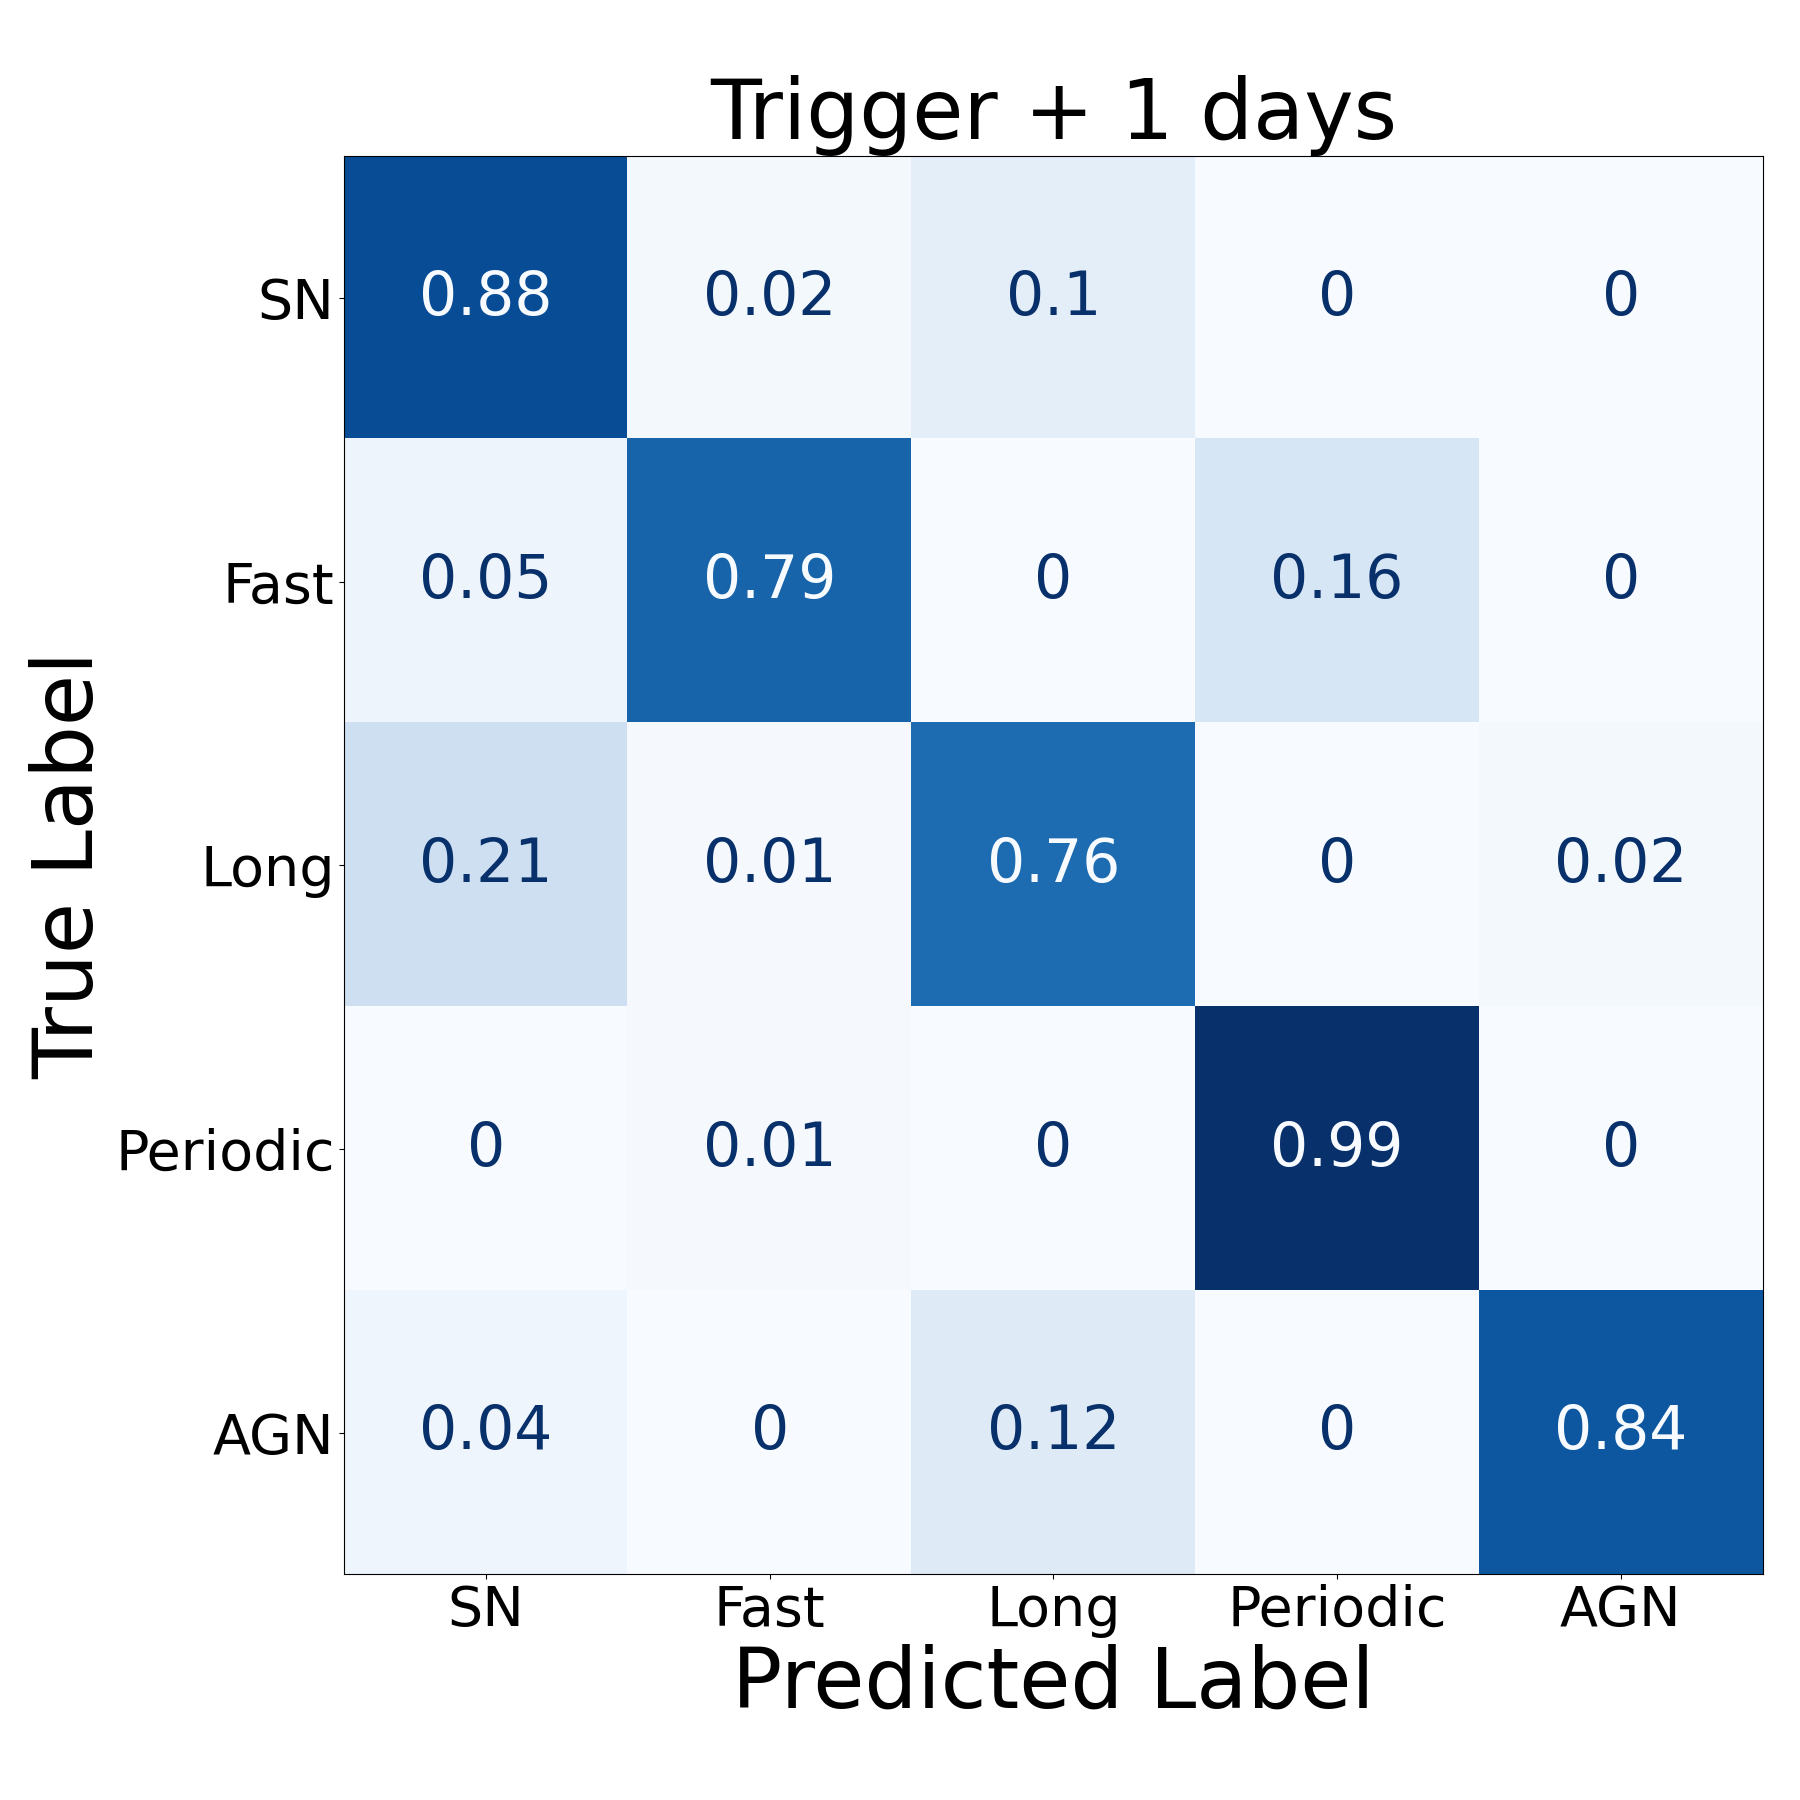 Trigger + 1 days
SN 0.88 0.02 0.1 0 0
Fast 0.05 0.79 0 0.16 0
Long 0.21 0.01 0.76 0 0.02
Periodic 0 0.01 0 0.99 0
AGN 0.04 0 0.12 0 0.84
True Label
SN Fast Long Periodic AGN
Predicted Label